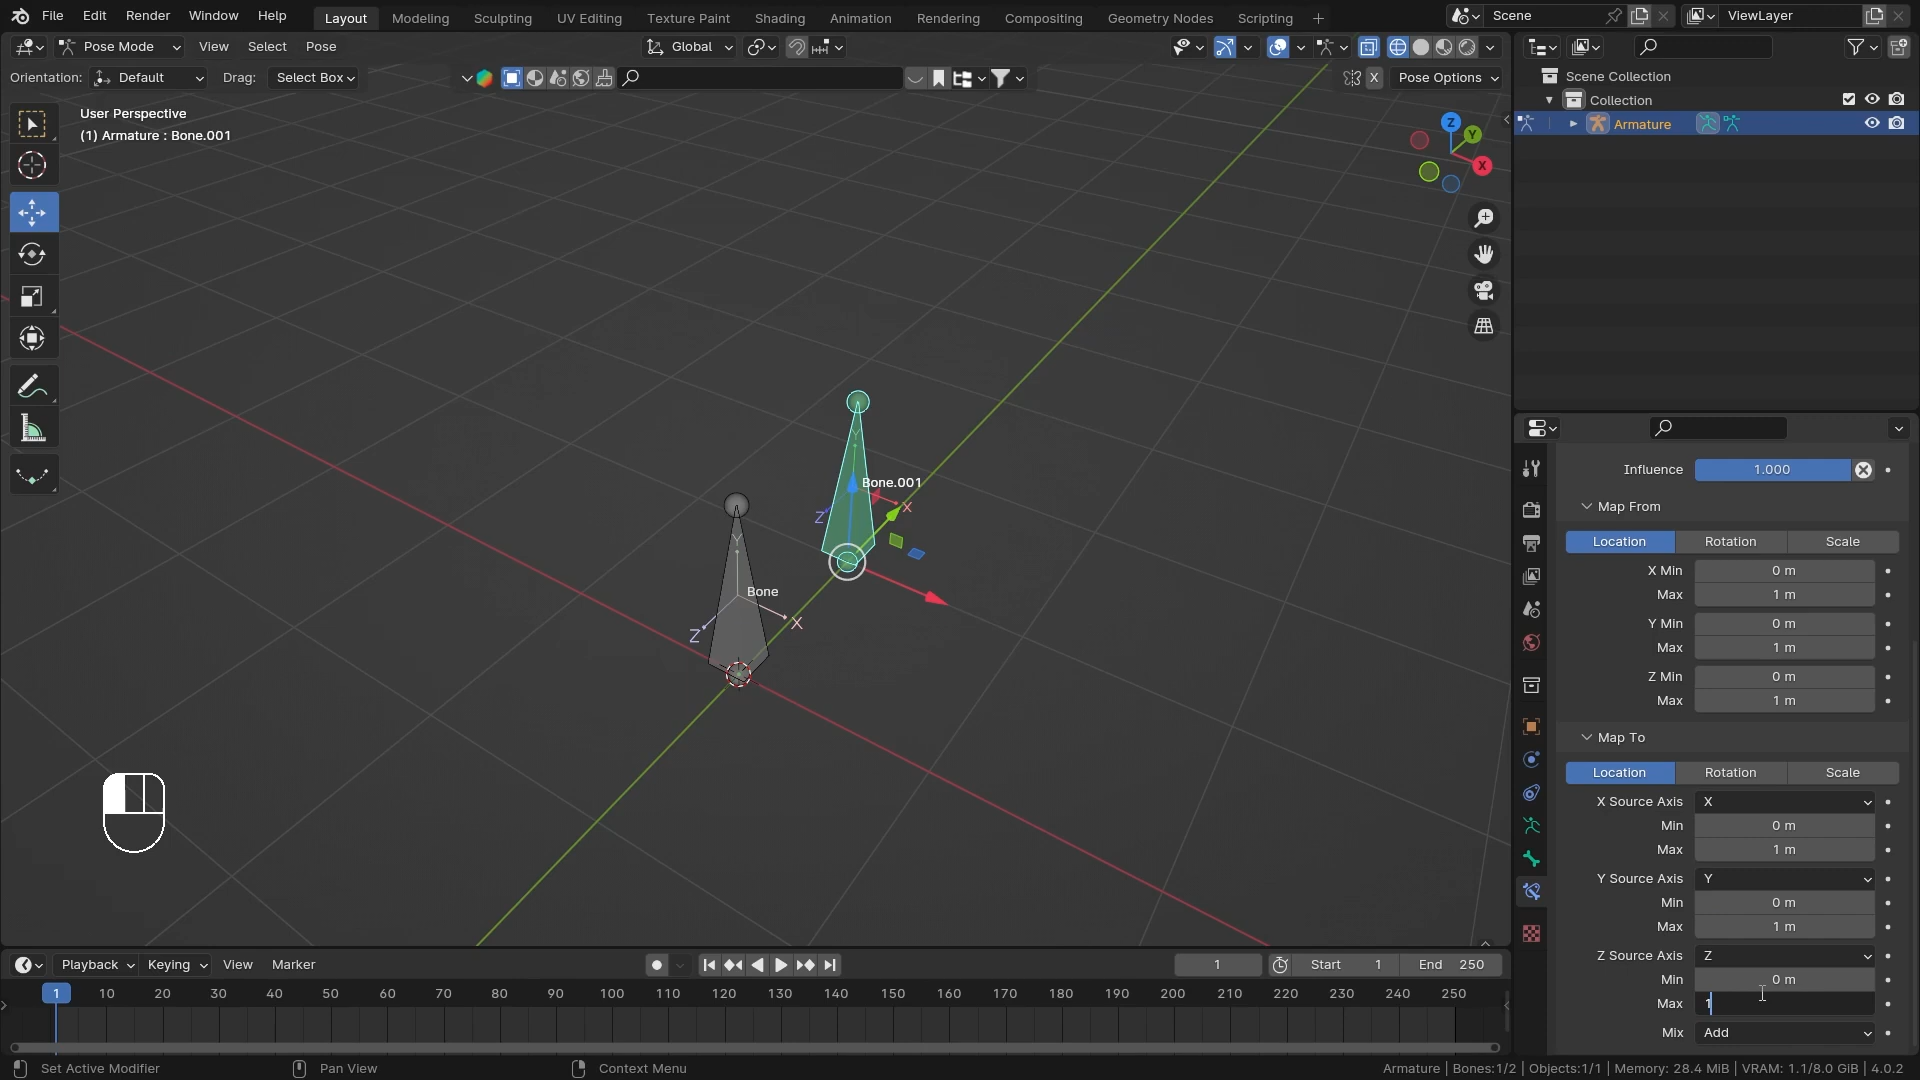 File Edit Render Window Help Layout Modeling Sculpting UV Editing Texture Paint Shading Animation Rendering Compositing Geometry Nodes Scripting Scene ViewLayer
Pose Mode View Select Pose Global
Orientation: Default Drag: Select Box X Pose Options
User Perspective
(1) Armature : Bone.001
Z
Y
X
Scene Collection
Collection
Armature
Y
Bone.001
Z
X
Y
Bone
Z
X
Influence 1.000
Map From
Location Rotation Scale
X Min 0 m
Max 1 m
Y Min 0 m
Max 1 m
Z Min 0 m
Max 1 m
Map To
Location Rotation Scale
X Source Axis X
Min 0 m
Max 1 m
Y Source Axis Y
Min 0 m
Max 1 m
Z Source Axis Z
Min 0 m
Max 1
Mix Add
Playback Keying View Marker 1 Start 1 End 250
1 10 20 30 40 50 60 70 80 90 100 110 120 130 140 150 160 170 180 190 200 210 220 230 240 250
Set Active Modifier Pan View Context Menu Armature | Bones:1/2 | Objects:1/1 | Memory: 28.4 MiB | VRAM: 1.1/8.0 GiB | 4.0.2